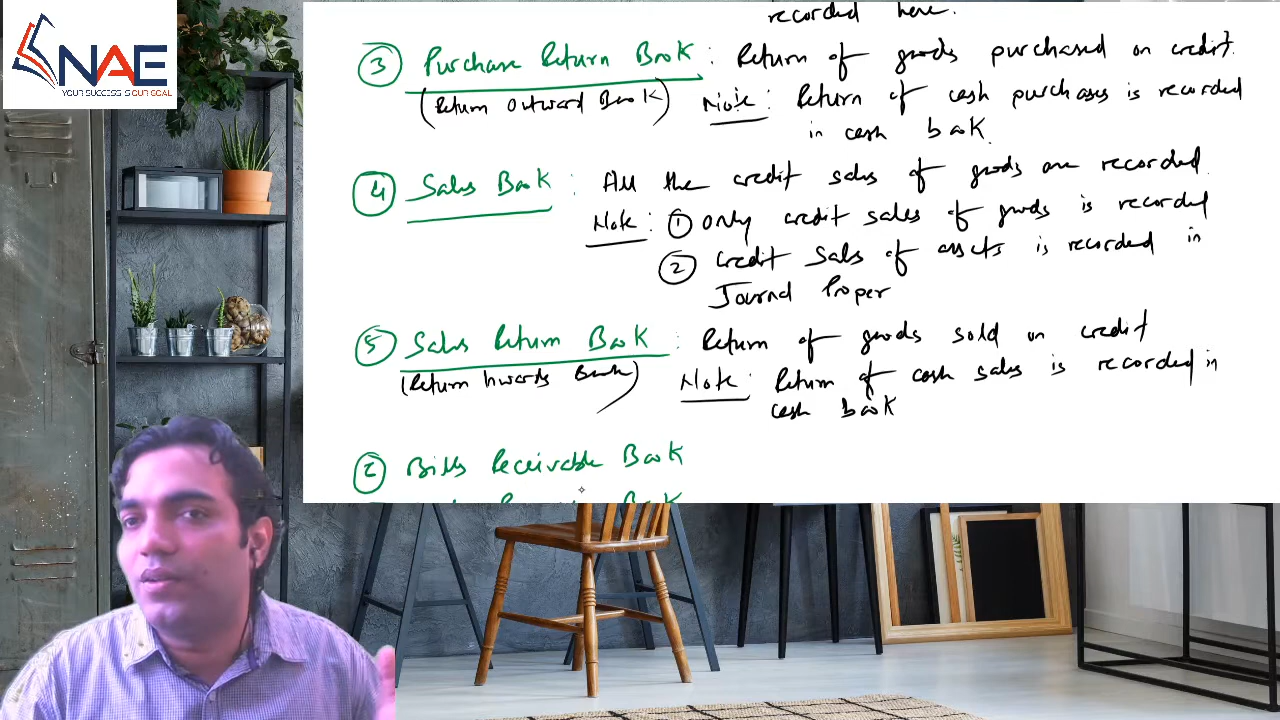 NAE
YOUR SUCCESS IS OUR GOAL
recorded here.
③ Purchase Return Book : Return of goods purchased on credit.
(Return Outward Book) Note : Return of cash purchases is recorded
in cash book.
④ Sales Book : All the credit sales of goods are recorded.
Note : ① Only credit sales of goods is recorded
② Credit Sales of assets is recorded in
Journal Proper
⑤ Sales Return Book : Return of goods sold on credit
(Return Inwards Book) Note : Return of cash sales is recorded in
cash book
Bills Receivable Book
Book